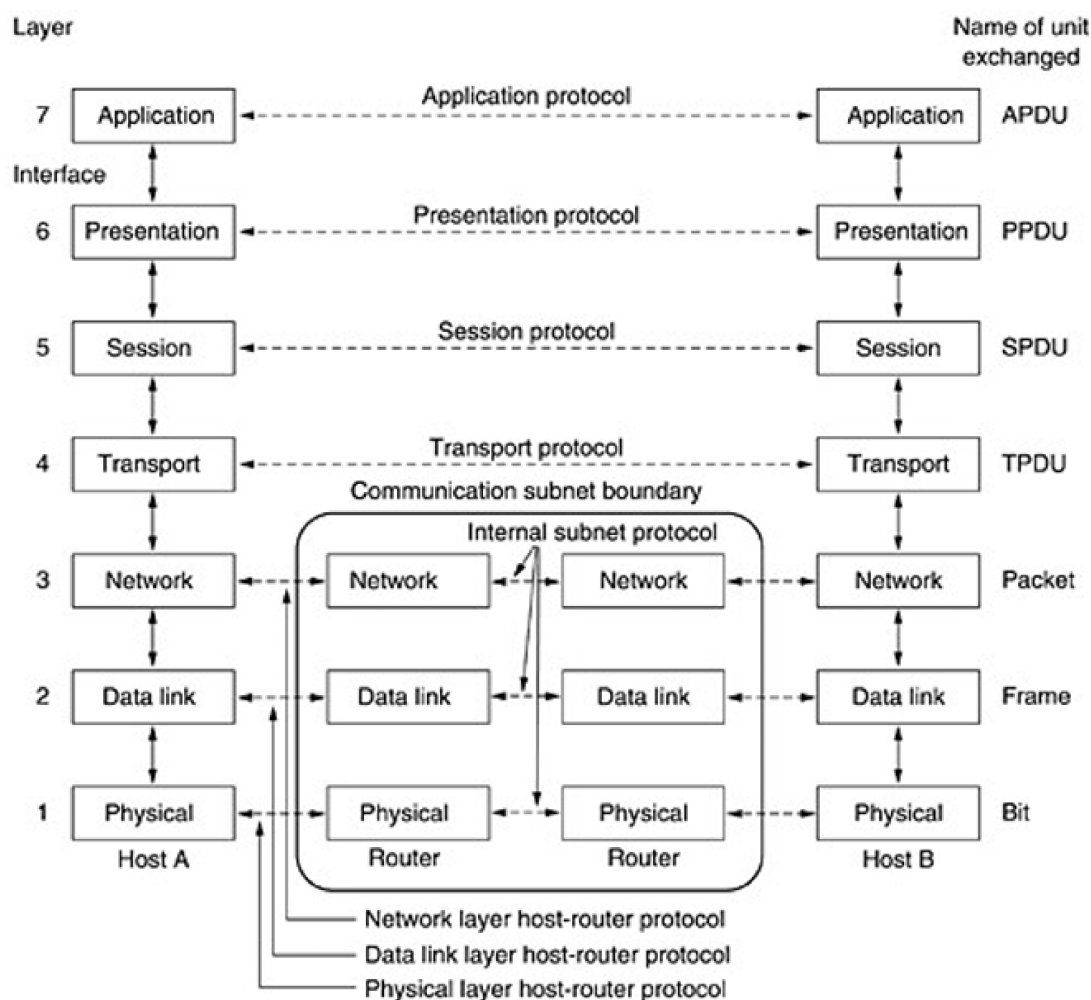 Layer
Name of unit
exchanged
Application protocol
7 Application Application APDU
Interface
Presentation protocol
6 Presentation Presentation PPDU
Session protocol
5 Session Session SPDU
Transport protocol
4 Transport Transport TPDU
Communication subnet boundary
Internal subnet protocol
3 Network Network Network Network Packet
2 Data link Data link Data link Data link Frame
1 Physical Physical Physical Physical Bit
Host A Router Router Host B
Network layer host-router protocol
Data link layer host-router protocol
Physical layer host-router protocol